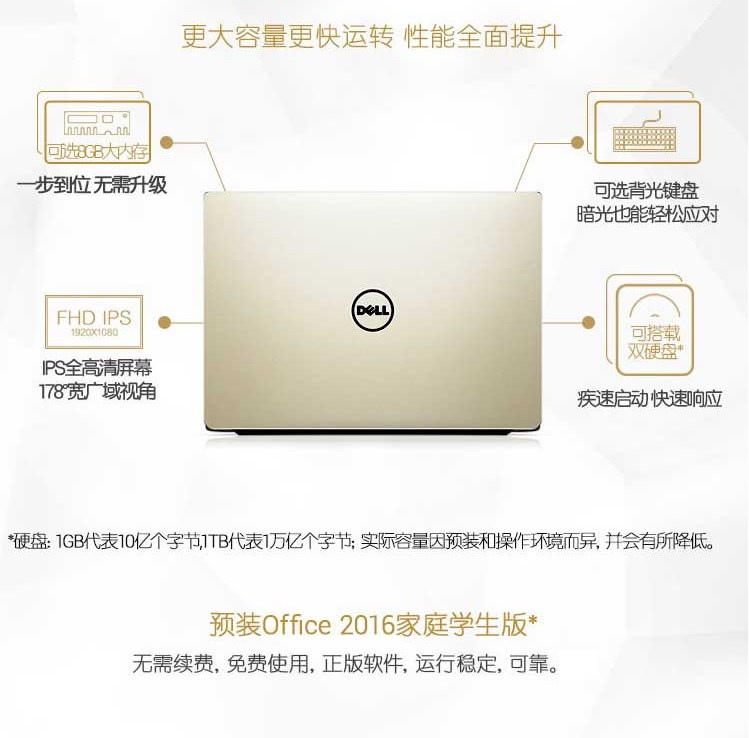 更大容量更快运转 性能全面提升
可选8GB大内存
一步到位 无需升级
可选背光键盘
暗光也能轻松应对
DELL
FHD IPS
1920X1080
IPS全高清屏幕
178°宽广域视角
可搭载
双硬盘*
疾速启动 快速响应
*硬盘: 1GB代表10亿个字节,1TB代表1万亿个字节; 实际容量因预装和操作环境而异, 并会有所降低。
预装Office 2016家庭学生版*
无需续费, 免费使用, 正版软件, 运行稳定, 可靠。